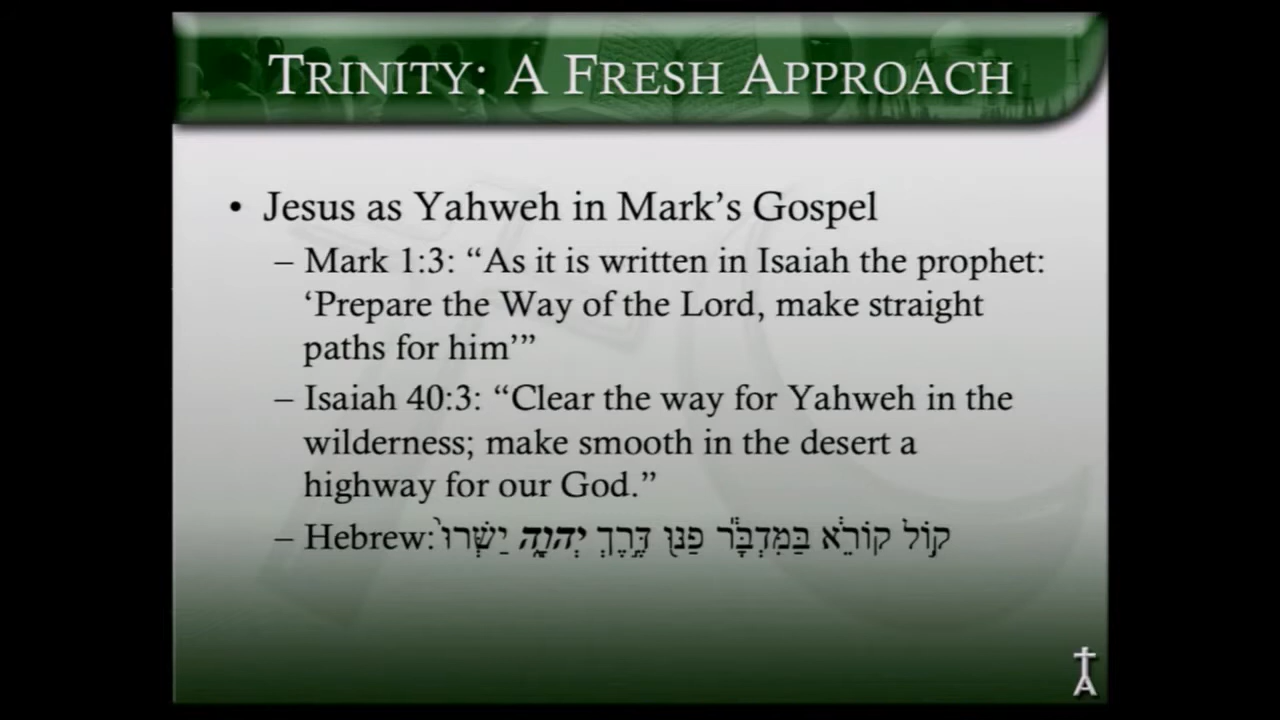 TRINITY: A FRESH APPROACH
• Jesus as Yahweh in Mark’s Gospel
– Mark 1:3: “As it is written in Isaiah the prophet:
‘Prepare the Way of the Lord, make straight
paths for him’”
– Isaiah 40:3: “Clear the way for Yahweh in the
wilderness; make smooth in the desert a
highway for our God.”
– Hebrew: ק֣וֹל קוֹרֵ֔א בַּמִּדְבָּ֕ר פַּנּ֖וּ דֶּ֣רֶךְ יְהוָ֑ה יַשְּׁרוּ֙